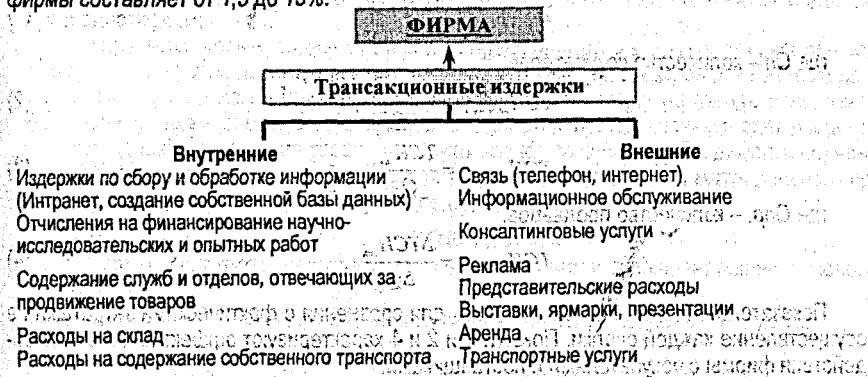 фирмы составляет от 1,5 до 15%.
ФИРМА
Трансакционные издержки
Внутренние
Издержки по сбору и обработке информации
(Интранет, создание собственной базы данных)
Отчисления на финансирование научно-
исследовательских и опытных работ
Содержание служб и отделов, отвечающих за
продвижение товаров
Расходы на склад
Расходы на содержание собственного транспорта
Внешние
Связь (телефон, интернет)
Информационное обслуживание
Консалтинговые услуги
Реклама
Представительские расходы
Выставки, ярмарки, презентации
Аренда
Транспортные услуги